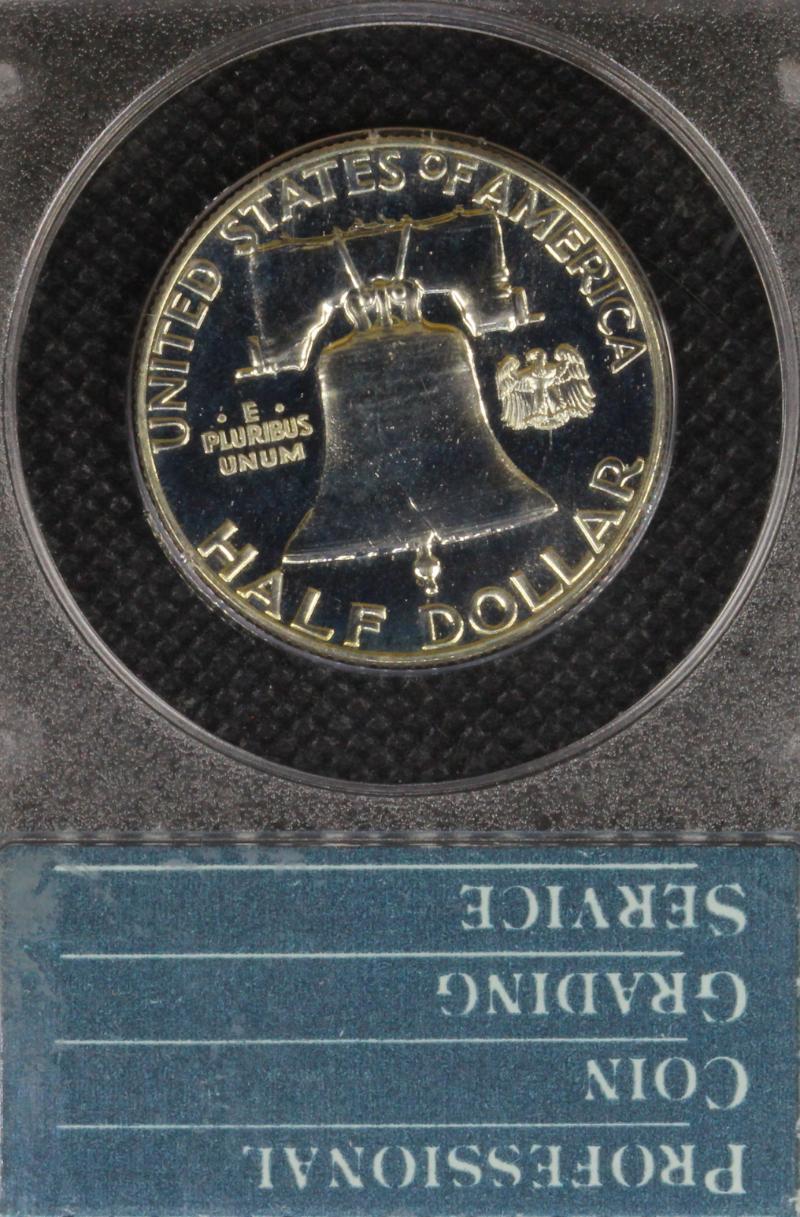 UNITED STATES OF AMERICA
· E ·
PLURIBUS
UNUM
HALF DOLLAR
PROFESSIONAL
COIN
GRADING
SERVICE